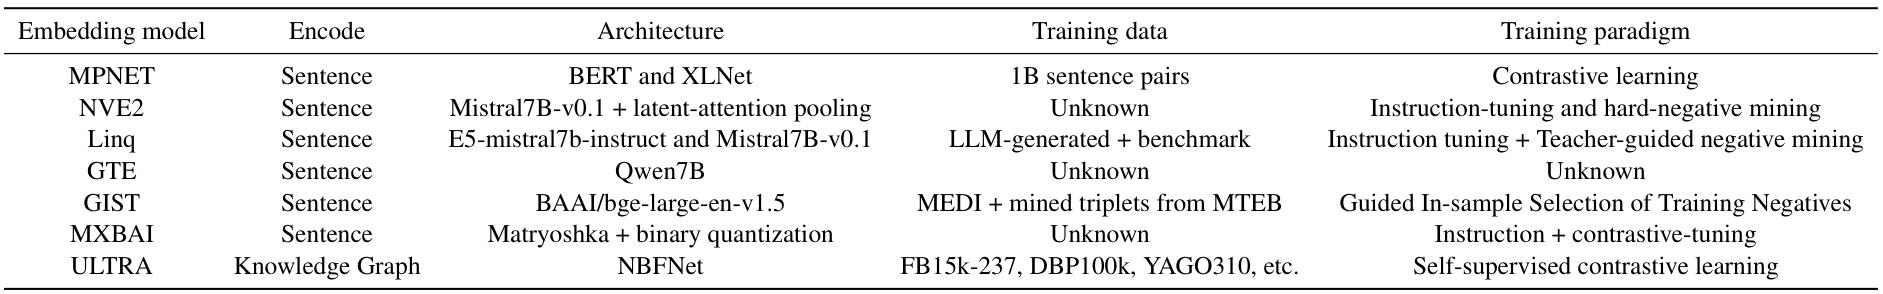 Embedding model Encode Architecture Training data Training paradigm
MPNET Sentence BERT and XLNet 1B sentence pairs Contrastive learning
NVE2 Sentence Mistral7B-v0.1 + latent-attention pooling Unknown Instruction-tuning and hard-negative mining
Linq Sentence E5-mistral7b-instruct and Mistral7B-v0.1 LLM-generated + benchmark Instruction tuning + Teacher-guided negative mining
GTE Sentence Qwen7B Unknown Unknown
GIST Sentence BAAI/bge-large-en-v1.5 MEDI + mined triplets from MTEB Guided In-sample Selection of Training Negatives
MXBAI Sentence Matryoshka + binary quantization Unknown Instruction + contrastive-tuning
ULTRA Knowledge Graph NBFNet FB15k-237, DBP100k, YAGO310, etc. Self-supervised contrastive learning